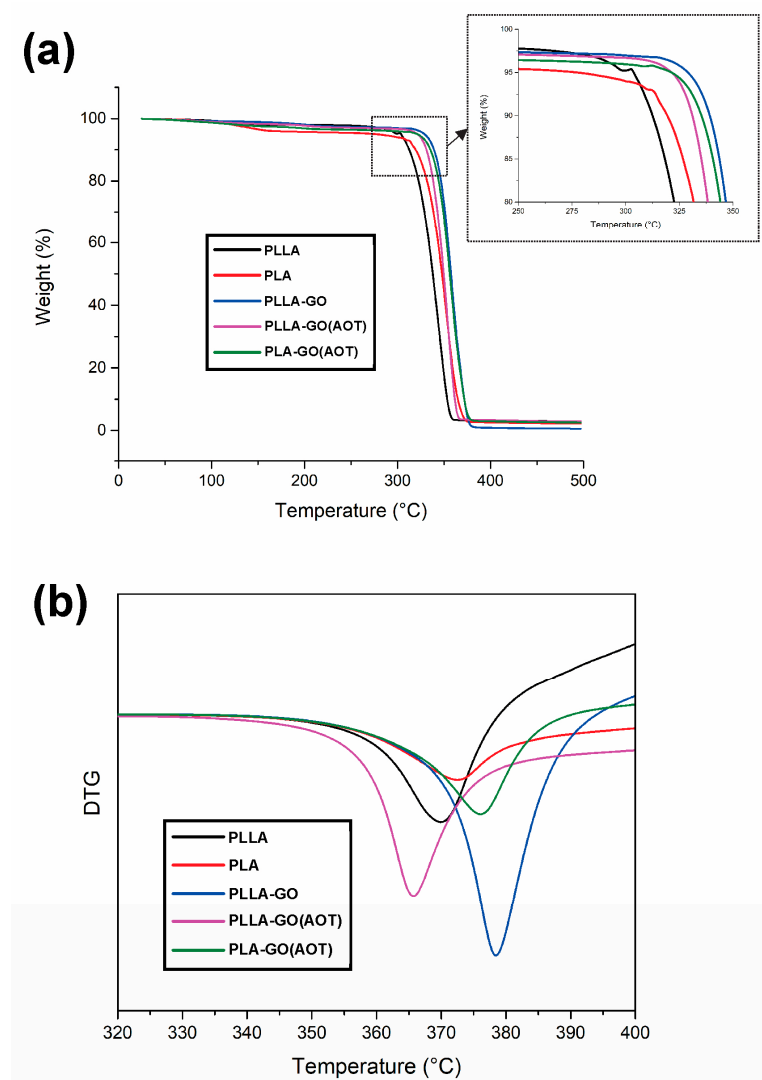 (a)
100
95
90
85
80
Weight (%)
250
275
300
325
350
Temperature (°C)
100
80
60
40
20
0
Weight (%)
PLLA
PLA
PLLA-GO
PLLA-GO(AOT)
PLA-GO(AOT)
0
100
200
300
400
500
Temperature (°C)
(b)
DTG
PLLA
PLA
PLLA-GO
PLLA-GO(AOT)
PLA-GO(AOT)
320
330
340
350
360
370
380
390
400
Temperature (°C)